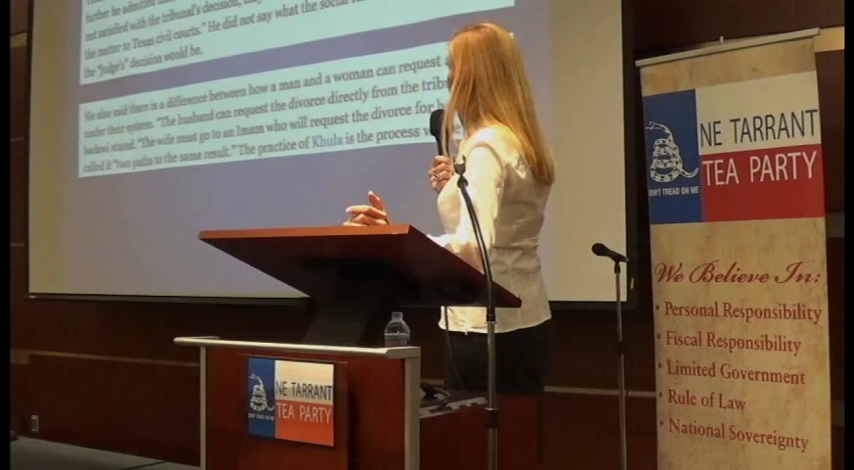 further be admitted
satisfied with the tribunal's decision, they
the matter to Texas civil courts." He did not say what the social
"judge's" decision would be.
He also said there is a difference between how a man and a woman can request a
under their system. "The husband can request the divorce directly from the tribunal,"
badawi stated. "The wife must go to an Imam who will request the divorce for he
called it "two paths to the same result." The practice of Khula is the process w
NE TARRANT
TEA PARTY
DON'T TREAD ON ME
WE BELIEVE IN:
• PERSONAL RESPONSIBILITY
• FISCAL RESPONSIBILITY
• LIMITED GOVERNMENT
• RULE OF LAW
• NATIONAL SOVEREIGNTY
NE TARRANT
TEA PARTY